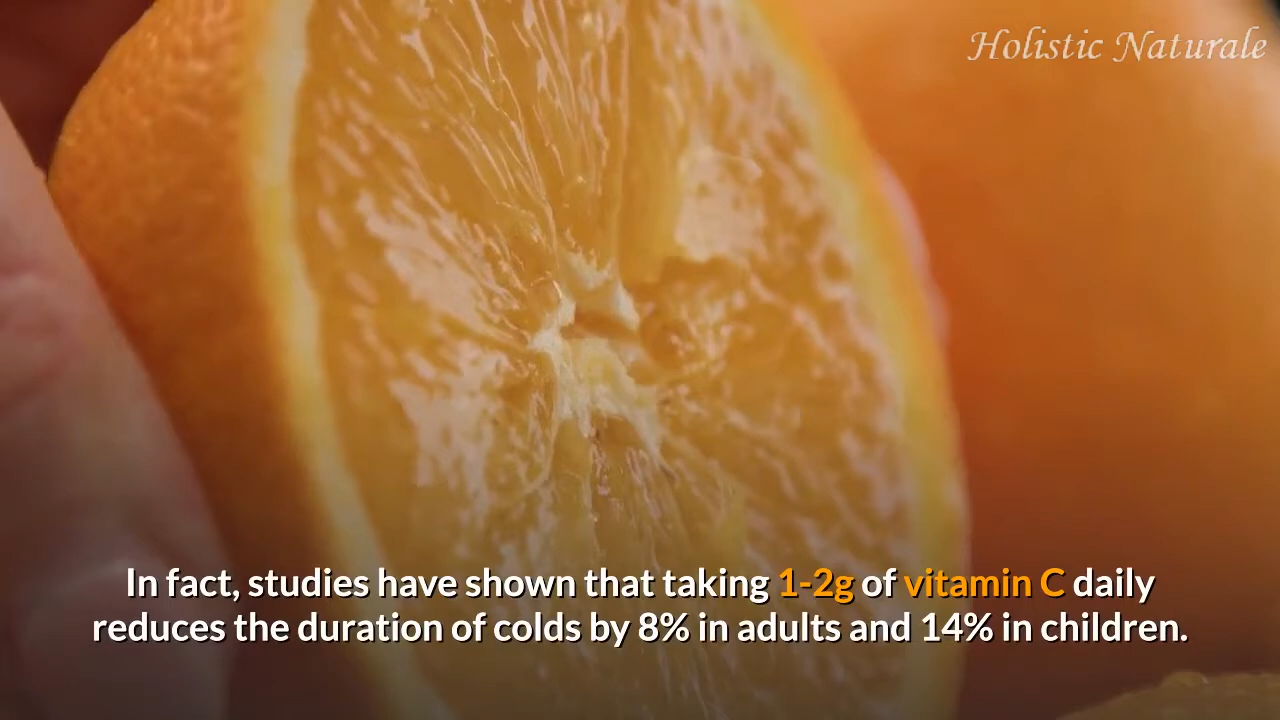 Holistic Naturale
In fact, studies have shown that taking 1-2g of vitamin C daily
reduces the duration of colds by 8% in adults and 14% in children.